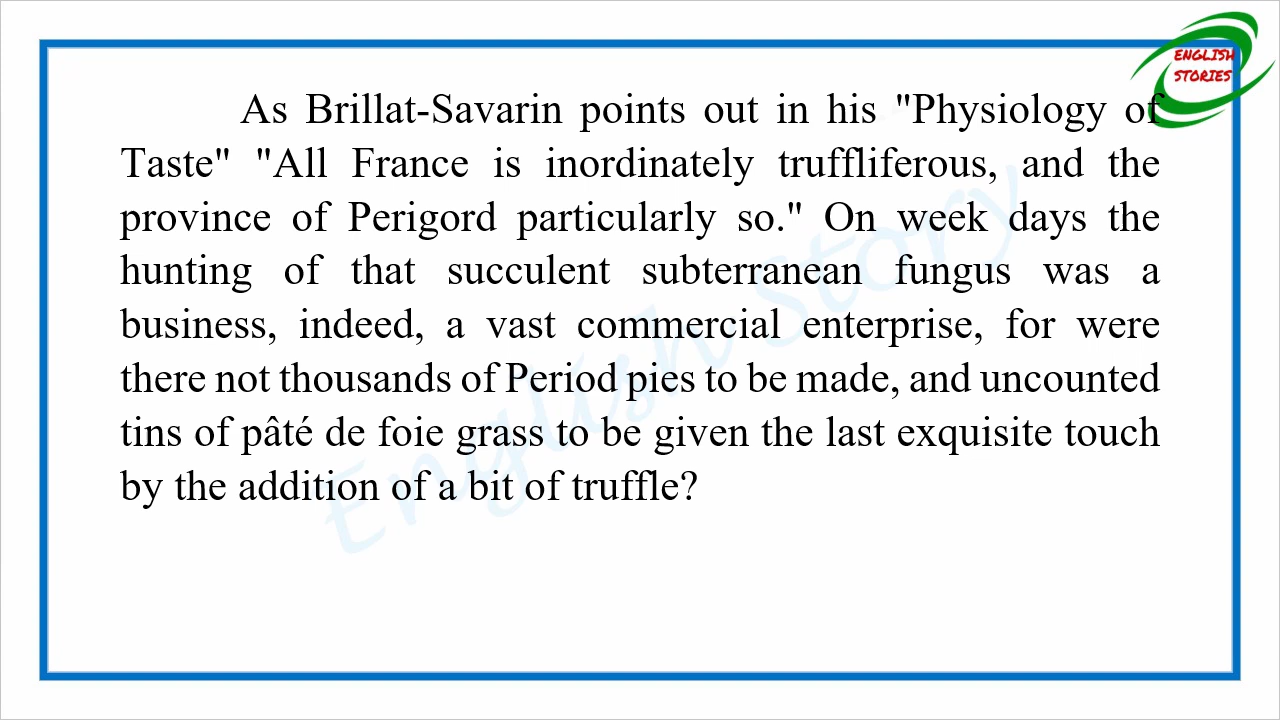 ENGLISH
STORIES
As Brillat-Savarin points out in his "Physiology of
Taste" "All France is inordinately truffliferous, and the
province of Perigord particularly so." On week days the
hunting of that succulent subterranean fungus was a
business, indeed, a vast commercial enterprise, for were
there not thousands of Period pies to be made, and uncounted
tins of pâté de foie grass to be given the last exquisite touch
by the addition of a bit of truffle?
English Story